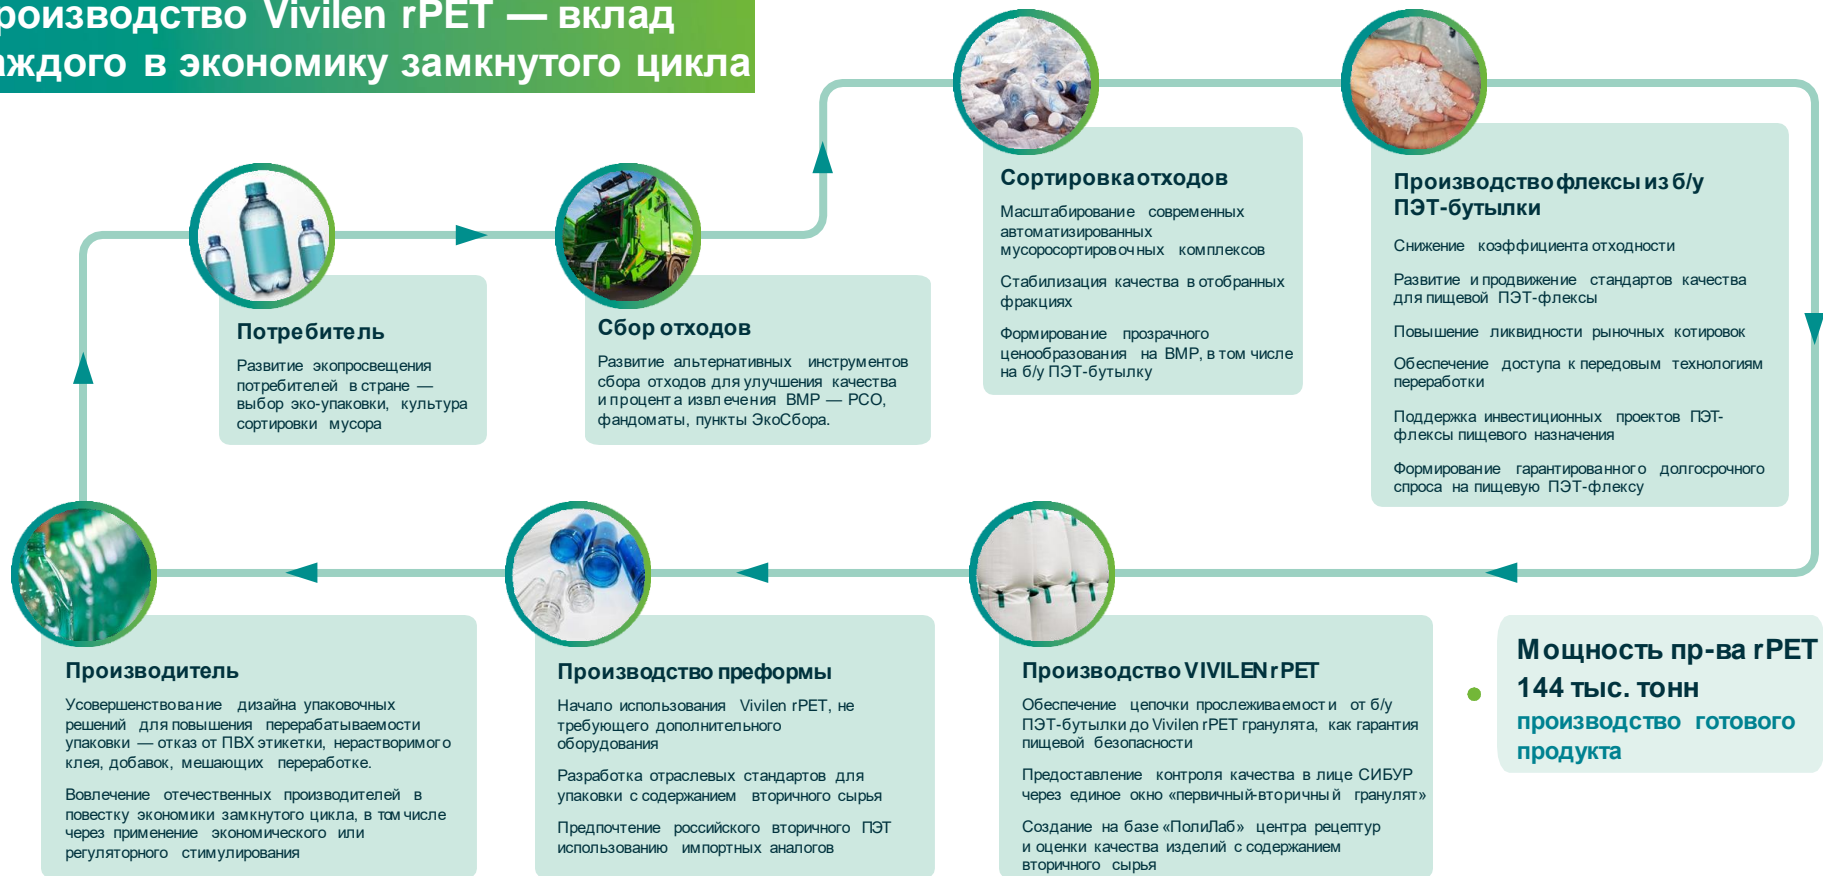 роизводство Vivilen rPET — вклад
аждого в экономику замкнутого цикла
Потребитель
Развитие экопросвещения
потребителей в стране —
выбор эко-упаковки, культура
сортировки мусора
Сбор отходов
Развитие альтернативных инструментов
сбора отходов для улучшения качества
и процента извлечения ВМР — РСО,
фандоматы, пункты ЭкоСбора.
Сортировка отходов
Масштабирование современных
автоматизированных
мусоросортировочных комплексов
Стабилизация качества в отобранных
фракциях
Формирование прозрачного
ценообразования на ВМР, в том числе
на б/у ПЭТ-бутылку
Производство флексы из б/у
ПЭТ-бутылки
Снижение коэффициента отходности
Развитие и продвижение стандартов качества
для пищевой ПЭТ-флексы
Повышение ликвидности рыночных котировок
Обеспечение доступа к передовым технологиям
переработки
Поддержка инвестиционных проектов ПЭТ-
флексы пищевого назначения
Формирование гарантированного долгосрочного
спроса на пищевую ПЭТ-флексу
Производитель
Усовершенствование дизайна упаковочных
решений для повышения перерабатываемости
упаковки — отказ от ПВХ этикетки, нерастворимого
клея, добавок, мешающих переработке.
Вовлечение отечественных производителей в
повестку экономики замкнутого цикла, в том числе
через применение экономического или
регуляторного стимулирования
Производство преформы
Начало использования Vivilen rPET, не
требующего дополнительного
оборудования
Разработка отраслевых стандартов для
упаковки с содержанием вторичного сырья
Предпочтение российского вторичного ПЭТ
использованию импортных аналогов
Производство VIVILEN rPET
Обеспечение цепочки прослеживаемости от б/у
ПЭТ-бутылки до Vivilen rPET гранулята, как гарантия
пищевой безопасности
Предоставление контроля качества в лице СИБУР
через единое окно «первичный-вторичный гранулят»
Создание на базе «ПолиЛаб» центра рецептур
и оценки качества изделий с содержанием
вторичного сырья
Мощность пр-ва rPET
144 тыс. тонн
производство готового
продукта